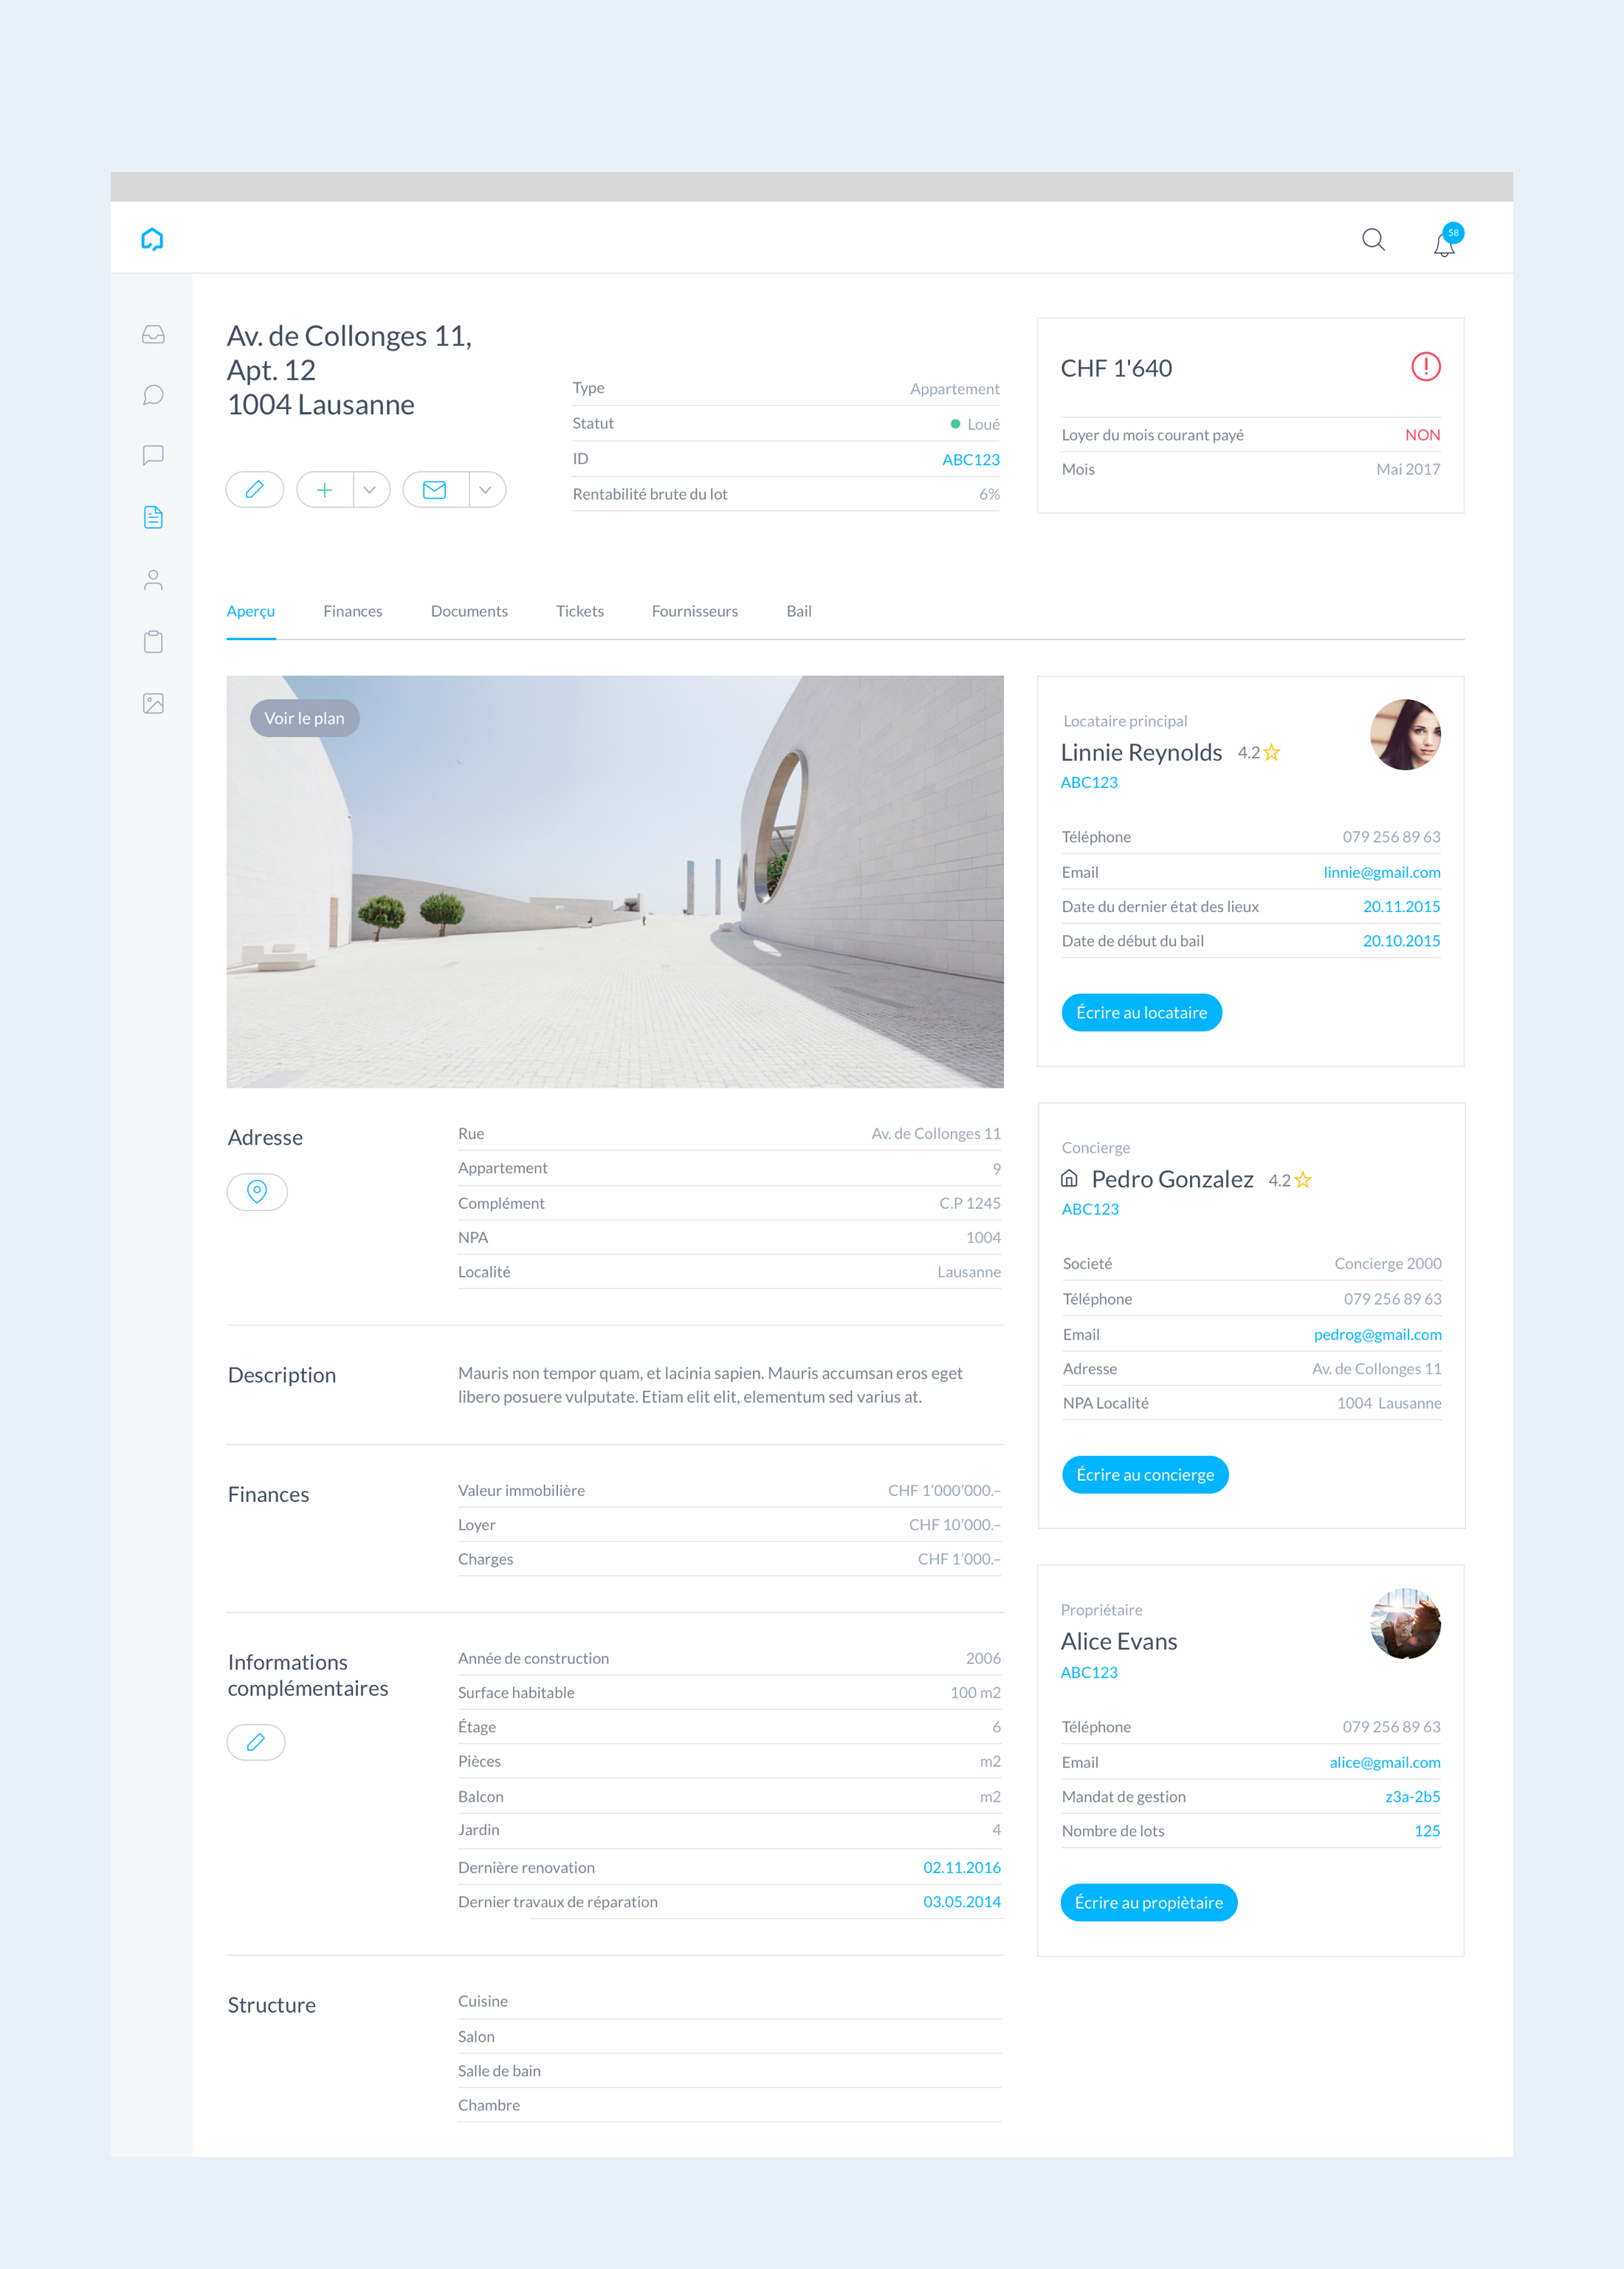 58
Av. de Collonges 11,
Apt. 12
1004 Lausanne
Type Appartement
Statut Loué
ID ABC123
Rentabilité brute du lot 6%
CHF 1'640
Loyer du mois courant payé NON
Mois Mai 2017
Aperçu Finances Documents Tickets Fournisseurs Bail
Voir le plan
Adresse
Rue Av. de Collonges 11
Appartement 9
Complément C.P 1245
NPA 1004
Localité Lausanne
Description
Mauris non tempor quam, et lacinia sapien. Mauris accumsan eros eget
libero posuere vulputate. Etiam elit elit, elementum sed varius at.
Finances
Valeur immobilière CHF 1'000'000.–
Loyer CHF 10'000.–
Charges CHF 1'000.–
Informations
complémentaires
Année de construction 2006
Surface habitable 100 m2
Étage 6
Pièces m2
Balcon m2
Jardin 4
Dernière renovation 02.11.2016
Dernier travaux de réparation 03.05.2014
Structure
Cuisine
Salon
Salle de bain
Chambre
Locataire principal
Linnie Reynolds 4.2
ABC123
Téléphone 079 256 89 63
Email linnie@gmail.com
Date du dernier état des lieux 20.11.2015
Date de début du bail 20.10.2015
Écrire au locataire
Concierge
Pedro Gonzalez 4.2
ABC123
Societé Concierge 2000
Téléphone 079 256 89 63
Email pedrog@gmail.com
Adresse Av. de Collonges 11
NPA Localité 1004 Lausanne
Écrire au concierge
Propriétaire
Alice Evans
ABC123
Téléphone 079 256 89 63
Email alice@gmail.com
Mandat de gestion z3a-2b5
Nombre de lots 125
Écrire au propiètaire